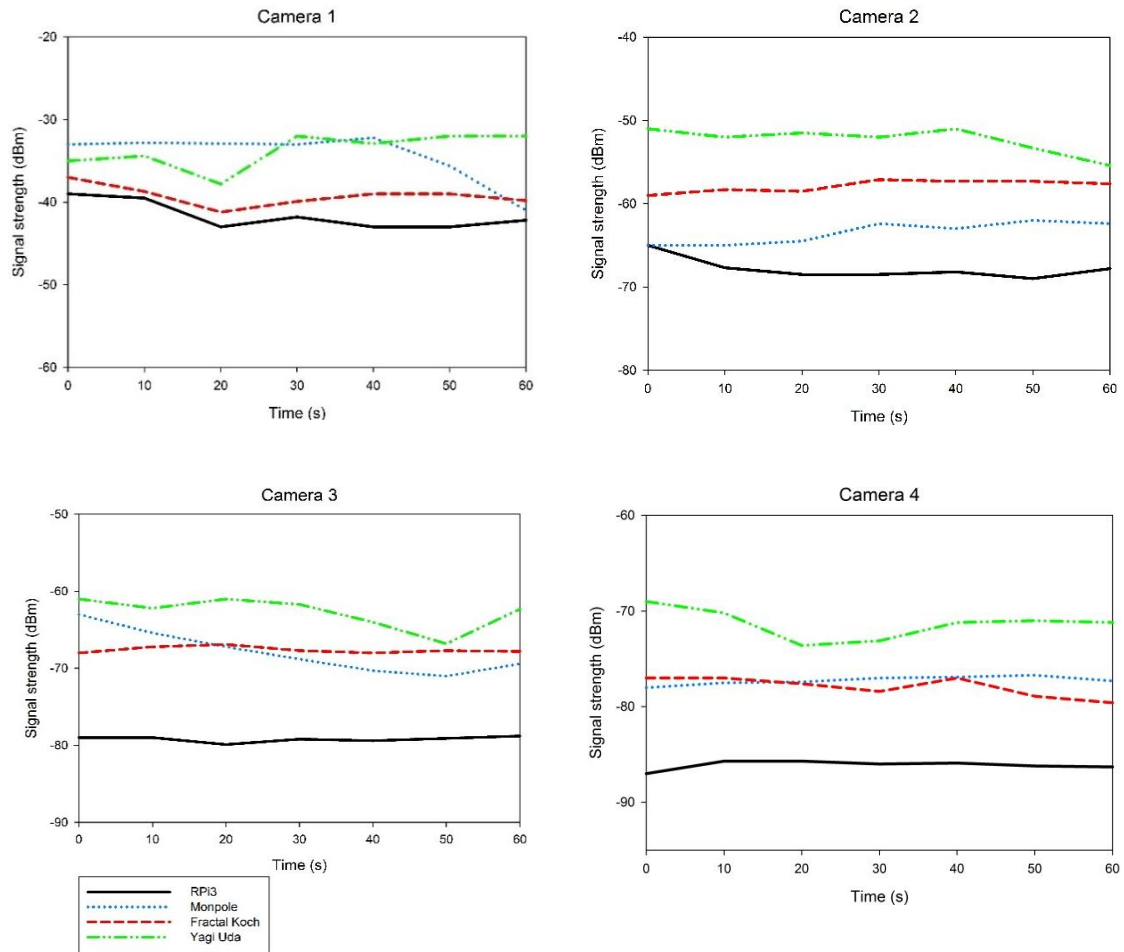 Camera 1
-20
-30
-40
-50
-60
Signal strength (dBm)
0 10 20 30 40 50 60
Time (s)
Camera 2
-40
-50
-60
-70
-80
Signal strength (dBm)
0 10 20 30 40 50 60
Time (s)
Camera 3
-50
-60
-70
-80
-90
Signal strength (dBm)
0 10 20 30 40 50 60
Time (s)
Camera 4
-60
-70
-80
-90
Signal strength (dBm)
0 10 20 30 40 50 60
Time (s)
RPi3
Monpole
Fractal Koch
Yagi Uda